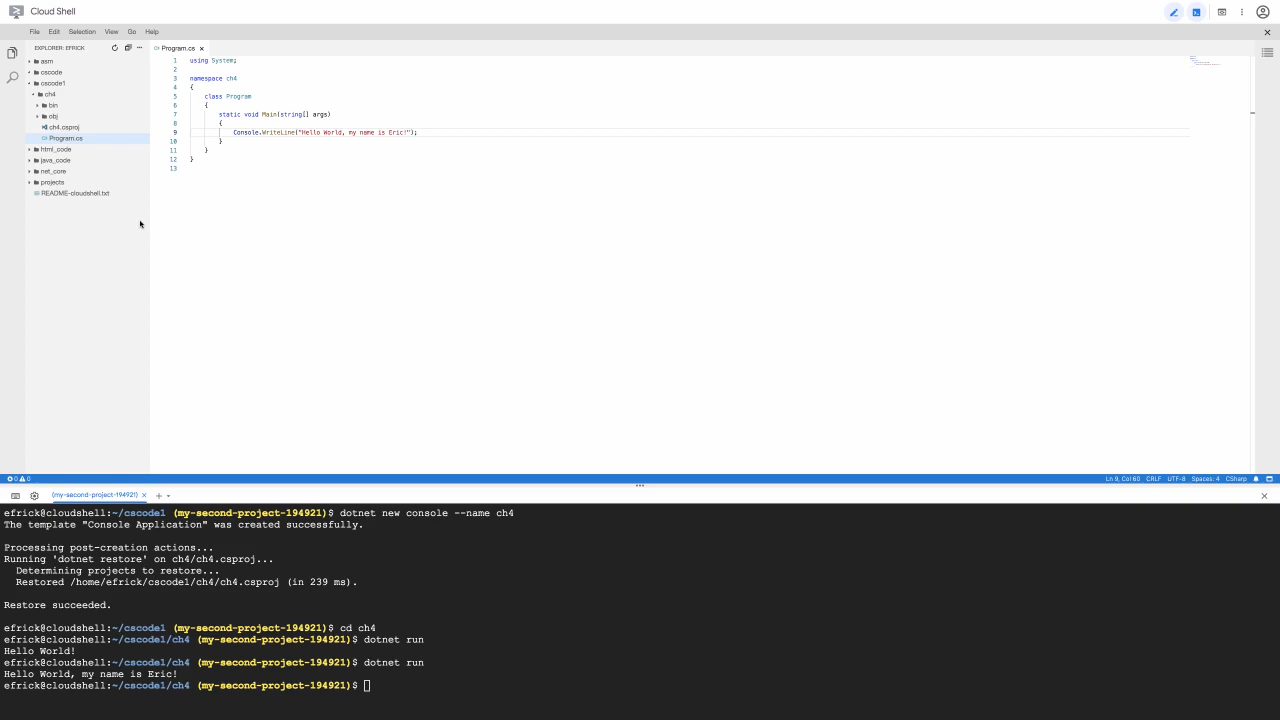 Cloud Shell
File Edit Selection View Go Help
EXPLORER: EFRICK
asm
cscode
cscode1
ch4
bin
obj
ch4.csproj
Program.cs
html_code
java_code
net_core
projects
README-cloudshell.txt
Program.cs
1 using System;
2
3 namespace ch4
4 {
5 class Program
6 {
7 static void Main(string[] args)
8 {
9 Console.WriteLine("Hello World, my name is Eric!");
10 }
11 }
12 }
13
0 0 Ln 9, Col 60 CRLF UTF-8 Spaces: 4 CSharp
(my-second-project-194921)
efrick@cloudshell:~/cscode1 (my-second-project-194921)$ dotnet new console --name ch4
The template "Console Application" was created successfully.
Processing post-creation actions...
Running 'dotnet restore' on ch4/ch4.csproj...
Determining projects to restore...
Restored /home/efrick/cscode1/ch4/ch4.csproj (in 239 ms).
Restore succeeded.
efrick@cloudshell:~/cscode1 (my-second-project-194921)$ cd ch4
efrick@cloudshell:~/cscode1/ch4 (my-second-project-194921)$ dotnet run
Hello World!
efrick@cloudshell:~/cscode1/ch4 (my-second-project-194921)$ dotnet run
Hello World, my name is Eric!
efrick@cloudshell:~/cscode1/ch4 (my-second-project-194921)$